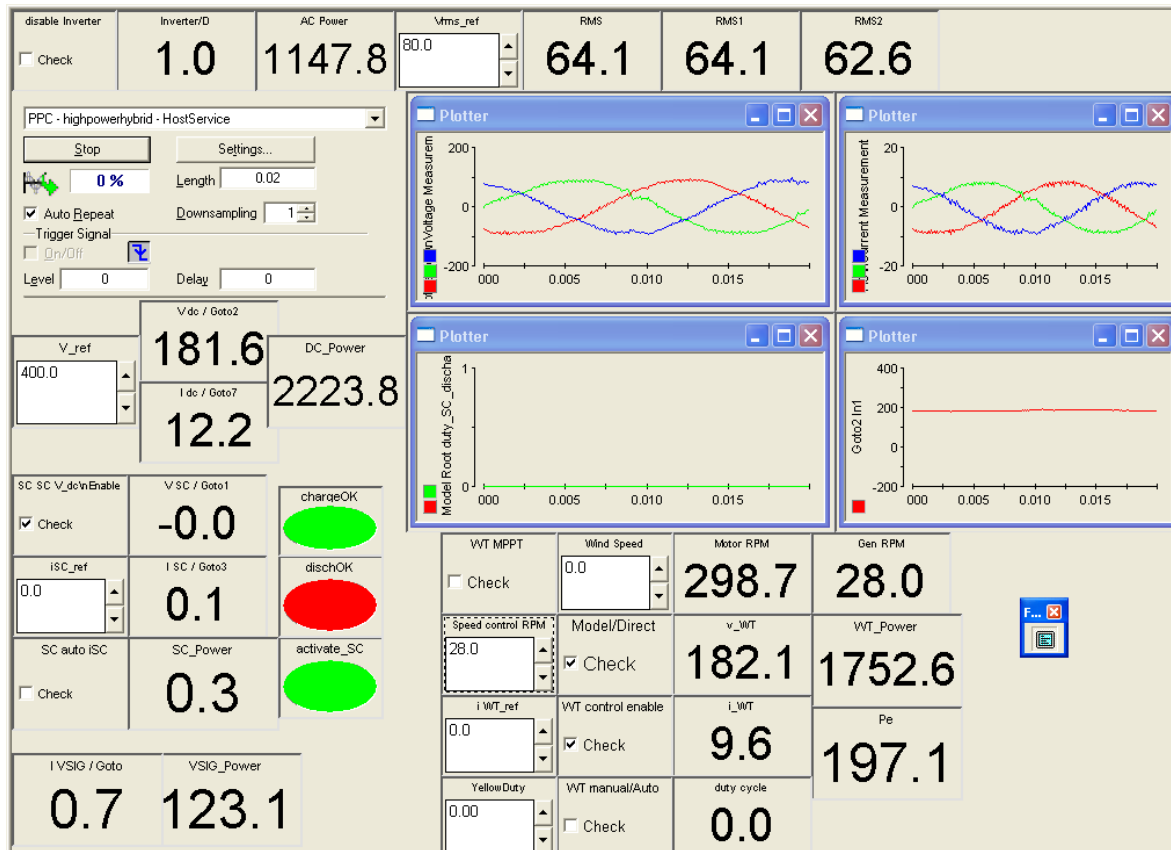 disable Inverter
Check
Inverter/D
1.0
AC Power
1147.8
Vrms_ref
80.0
RMS
64.1
RMS1
64.1
RMS2
62.6
PPC - highpowerhybrid - HostService
Stop
Settings...
0 %
Length
0.02
Auto Repeat
Downsampling
1
Trigger Signal
On/Off
Level
0
Delay
0
Plotter
200
0
-200
000 0.005 0.010 0.015
\nVoltage Measurem
Plotter
20
0
-20
000 0.005 0.010 0.015
Current Measurement
V dc / Goto2
181.6
V_ref
400.0
I dc / Goto7
12.2
DC_Power
2223.8
Plotter
1
0
000 0.005 0.010 0.015
Model Root duty_SC_discha
Plotter
400
200
0
-200
000 0.005 0.010 0.015
Goto2 In1
SC SC V_dc\nEnable
Check
V SC / Goto1
-0.0
chargeOK
iSC_ref
0.0
I SC / Goto3
0.1
dischOK
SC auto iSC
Check
SC_Power
0.3
activate_SC
I VSIG / Goto
0.7
VSIG_Power
123.1
WT MPPT
Check
Wind Speed
0.0
Motor RPM
298.7
Gen RPM
28.0
Speed control RPM
28.0
Model/Direct
Check
v_WT
182.1
WT_Power
1752.6
i WT_ref
0.0
WT control enable
Check
i_WT
9.6
Pe
197.1
YellowDuty
0.00
WT manual/Auto
Check
duty cycle
0.0
F...